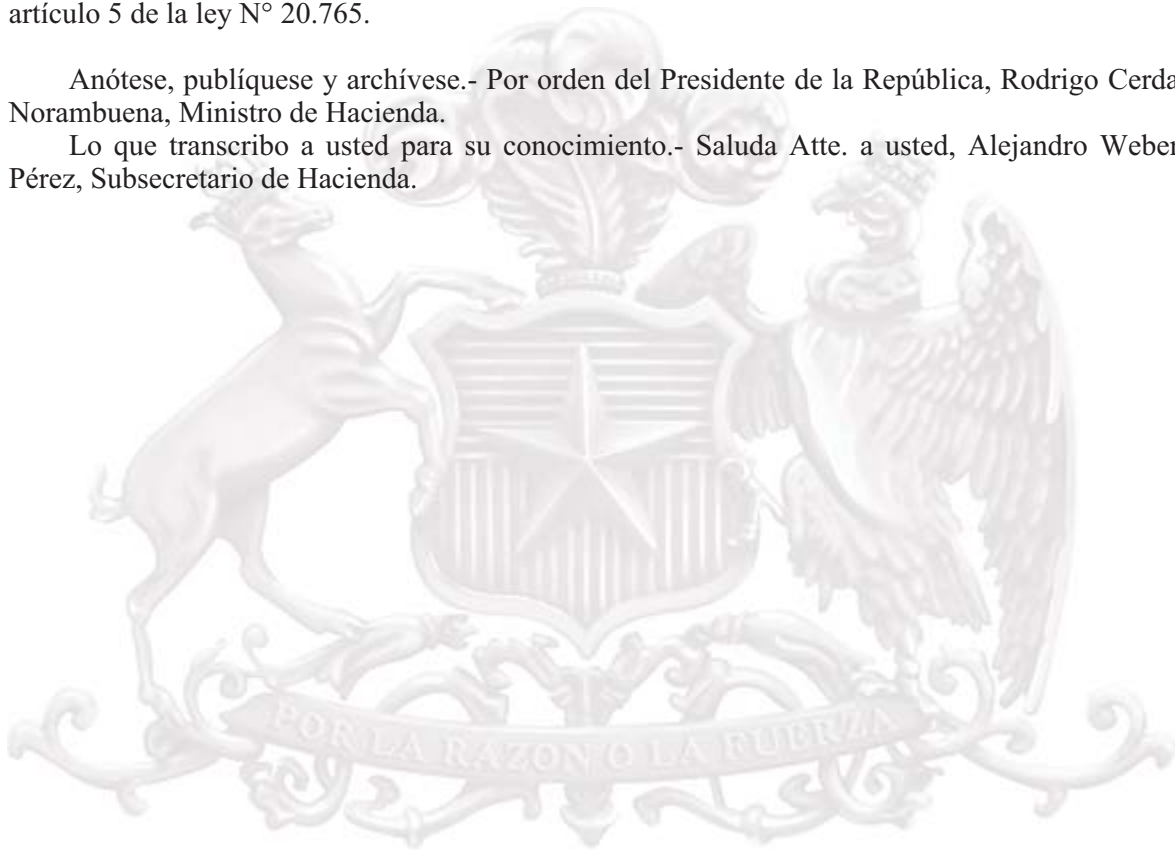 artículo 5 de la ley N° 20.765.
Anótese, publíquese y archívese.- Por orden del Presidente de la República, Rodrigo Cerda
Norambuena, Ministro de Hacienda.
Lo que transcribo a usted para su conocimiento.- Saluda Atte. a usted, Alejandro Weber
Pérez, Subsecretario de Hacienda.
POR LA RAZON O LA FUERZA